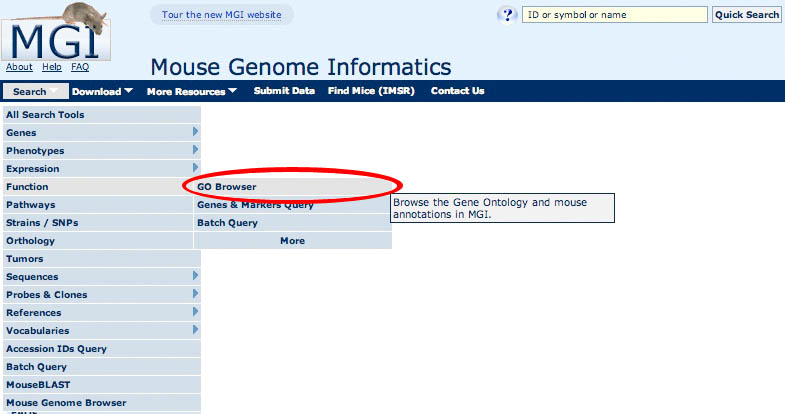 Tour the new MGI website
ID or symbol or name
Quick Search
MGI
About Help FAQ
Mouse Genome Informatics
Search Download More Resources Submit Data Find Mice (IMSR) Contact Us
All Search Tools
Genes
Phenotypes
Expression
Function
GO Browser
Pathways
Genes & Markers Query
Browse the Gene Ontology and mouse
annotations in MGI.
Strains / SNPs
Batch Query
Orthology
More
Tumors
Sequences
Probes & Clones
References
Vocabularies
Accession IDs Query
Batch Query
MouseBLAST
Mouse Genome Browser